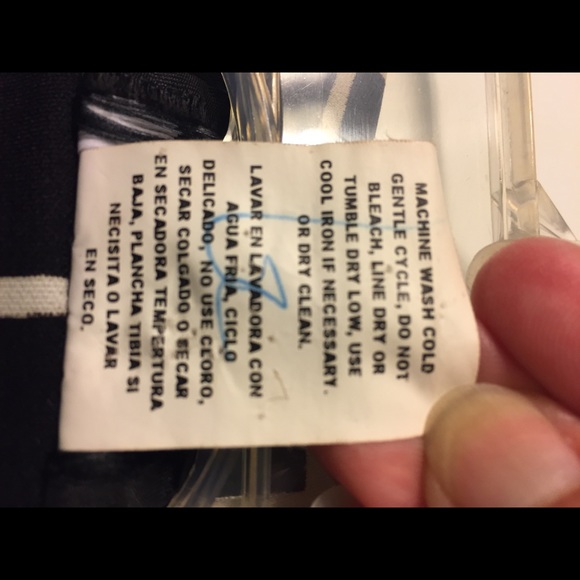 MACHINE WASH COLD
GENTLE CYCLE, DO NOT
BLEACH, LINE DRY OR
TUMBLE DRY LOW, USE
COOL IRON IF NECESSARY.
OR DRY CLEAN.
LAVAR EN LAVADORA CON
AGUA FRIA, CICLO
DELICADO, NO USE CLORO,
SECAR COLGADO O SECAR
EN SECADORA TEMPERTURA
BAJA, PLANCHA TIBIA SI
NECISITA O LAVAR
EN SECO.